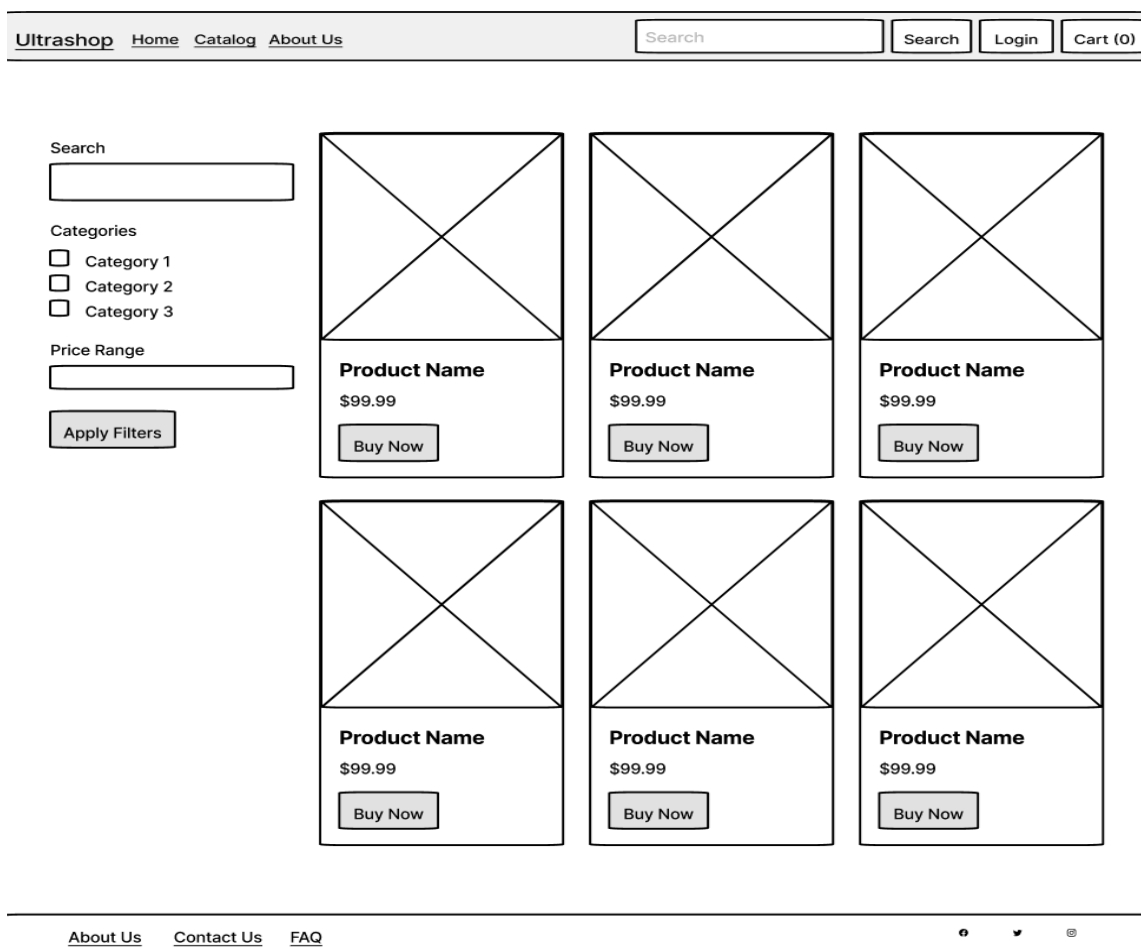 Ultrashop Home Catalog About Us Search Search Login Cart (0)
Search
Categories
Category 1
Category 2
Category 3
Price Range
Apply Filters
Product Name Product Name Product Name
$99.99 $99.99 $99.99
Buy Now Buy Now Buy Now
Product Name Product Name Product Name
$99.99 $99.99 $99.99
Buy Now Buy Now Buy Now
About Us Contact Us FAQ